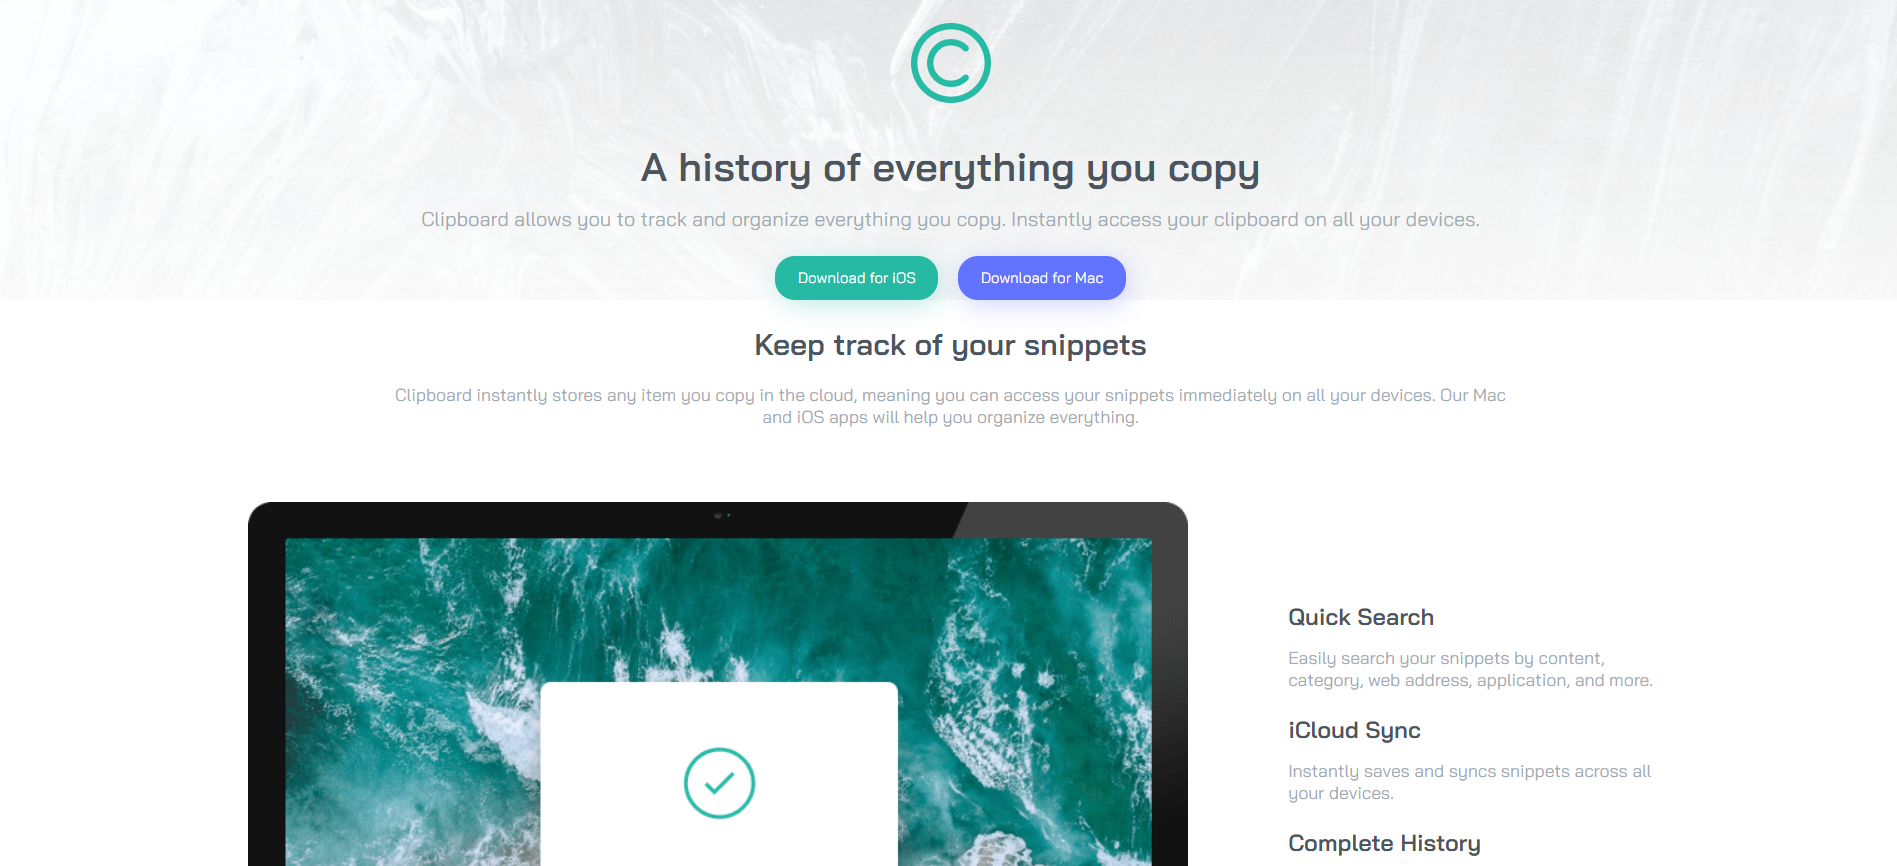 A history of everything you copy
Clipboard allows you to track and organize everything you copy. Instantly access your clipboard on all your devices.
Download for iOS
Download for Mac
Keep track of your snippets
Clipboard instantly stores any item you copy in the cloud, meaning you can access your snippets immediately on all your devices. Our Mac
and iOS apps will help you organize everything.
Quick Search
Easily search your snippets by content,
category, web address, application, and more.
iCloud Sync
Instantly saves and syncs snippets across all
your devices.
Complete History